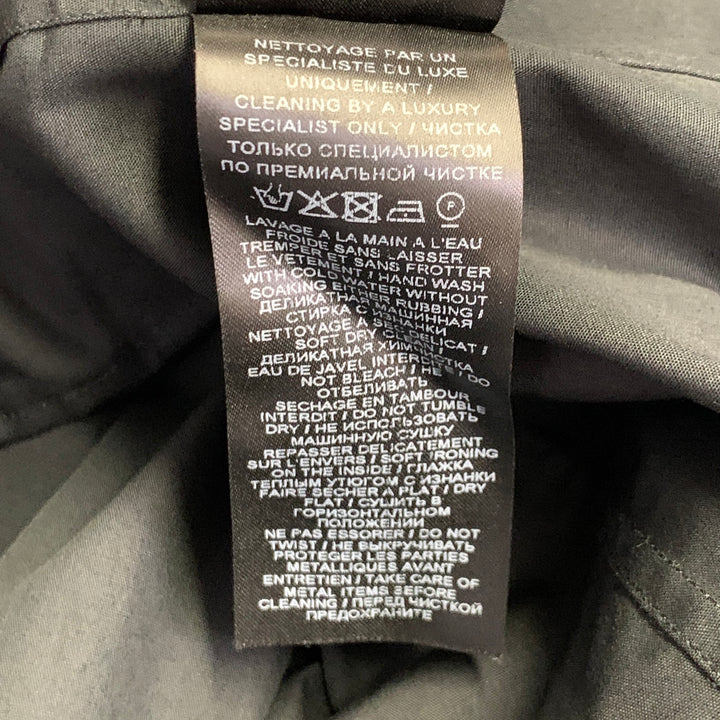 NETTOYAGE PAR UN
SPECIALISTE DU LUXE
UNIQUEMENT /
CLEANING BY A LUXURY
SPECIALIST ONLY / ЧИСТКА
ТОЛЬКО СПЕЦИАЛИСТОМ
ПО ПРЕМИАЛЬНОЙ ЧИСТКЕ
P
LAVAGE A LA MAIN A L'EAU
FROIDE SANS LAISSER
TREMPER ET SANS FROTTER
LE VETEMENT / HAND WASH
WITH COLD WATER WITHOUT
SOAKING EITHER RUBBING /
ДЕЛИКАТНАЯ МАШИННАЯ
СТИРКА С ИЗНАНКИ
NETTOYAGE A SEC DELICAT /
SOFT DRY CLEAN /
ДЕЛИКАТНАЯ ХИМЧИСТКА
EAU DE JAVEL INTERDITE / DO
NOT BLEACH / НЕ
ОТБЕЛИВАТЬ
SECHAGE EN TAMBOUR
INTERDIT / DO NOT TUMBLE
DRY / НЕ ИСПОЛЬЗОВАТЬ
МАШИННУЮ СУШКУ
REPASSER DELICATEMENT
SUR L'ENVERS / SOFT IRONING
ON THE INSIDE / ГЛАЖКА
ТЕПЛЫМ УТЮГОМ С ИЗНАНКИ
FAIRE SECHER A PLAT / DRY
FLAT / СУШИТЬ В
ГОРИЗОНТАЛЬНОМ
ПОЛОЖЕНИИ
NE PAS ESSORER / DO NOT
TWIST / НЕ ВЫКРУЧИВАТЬ
PROTEGER LES PARTIES
METALLIQUES AVANT
ENTRETIEN / TAKE CARE OF
METAL ITEMS BEFORE
CLEANING / ПЕРЕД ЧИСТКОЙ
ПРЕДОХРАНИТЕ